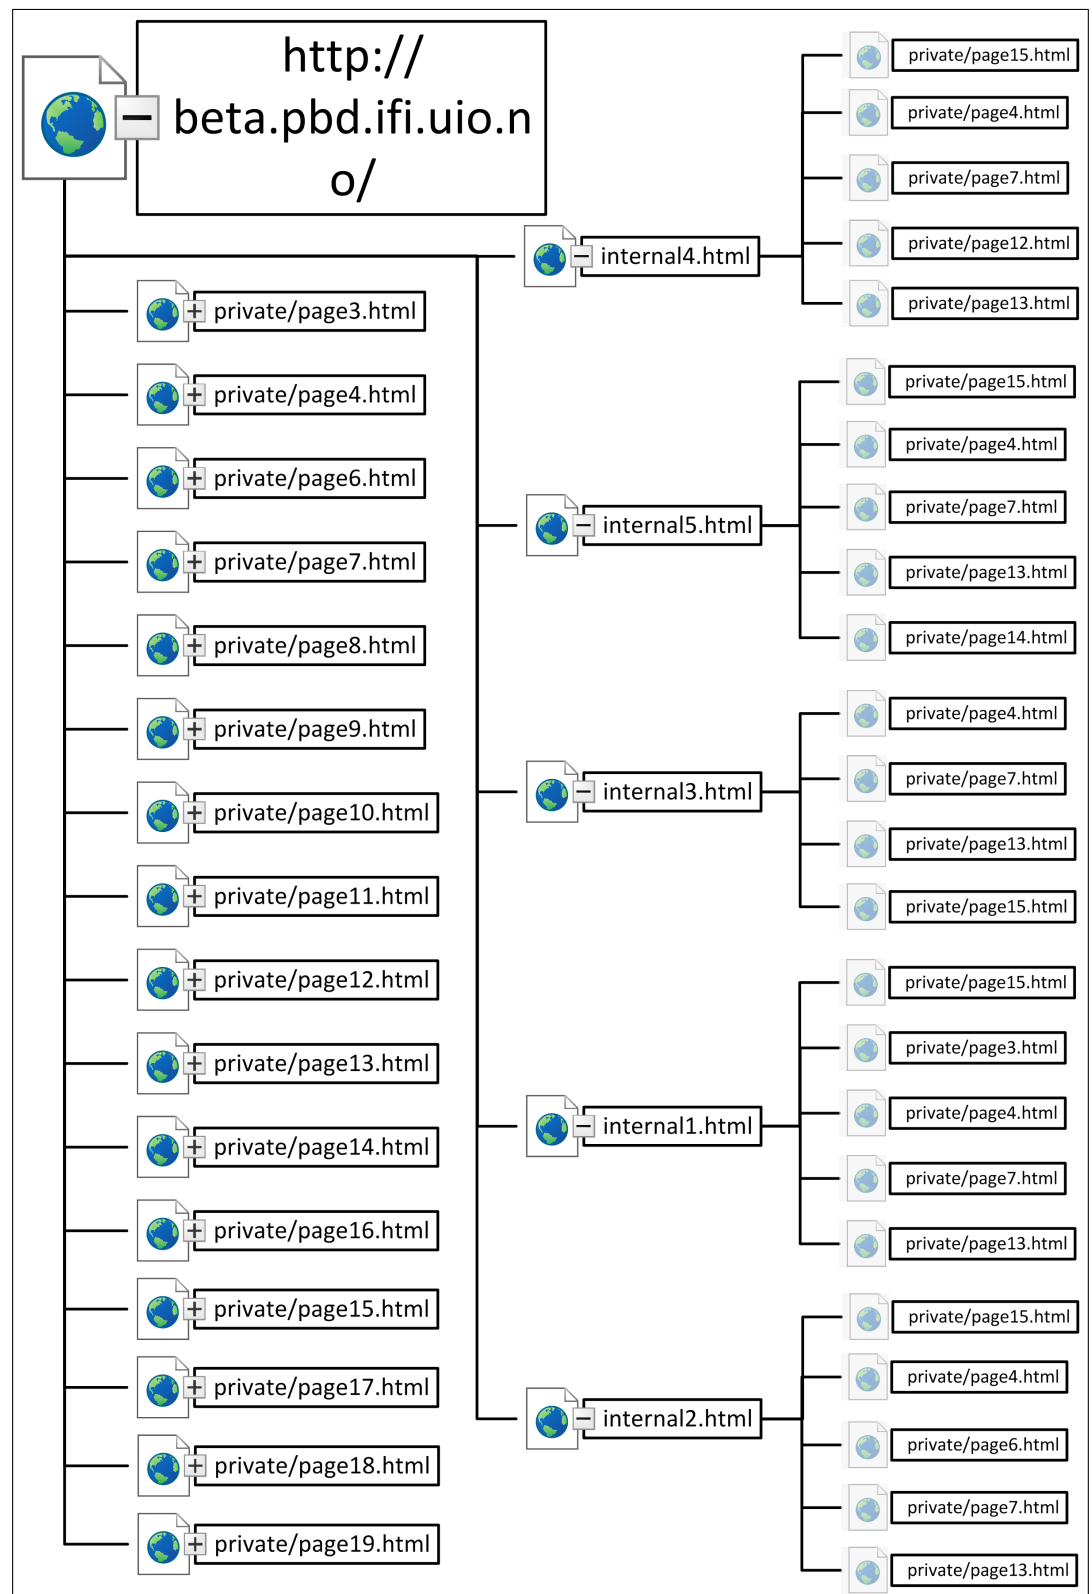 http://
beta.pbd.ifi.uio.n
o/
private/page3.html
private/page4.html
private/page6.html
private/page7.html
private/page8.html
private/page9.html
private/page10.html
private/page11.html
private/page12.html
private/page13.html
private/page14.html
private/page16.html
private/page15.html
private/page17.html
private/page18.html
private/page19.html
internal4.html
private/page15.html
private/page4.html
private/page7.html
private/page12.html
private/page13.html
internal5.html
private/page15.html
private/page4.html
private/page7.html
private/page13.html
private/page14.html
internal3.html
private/page4.html
private/page7.html
private/page13.html
private/page15.html
internal1.html
private/page15.html
private/page3.html
private/page4.html
private/page7.html
private/page13.html
internal2.html
private/page15.html
private/page4.html
private/page6.html
private/page7.html
private/page13.html